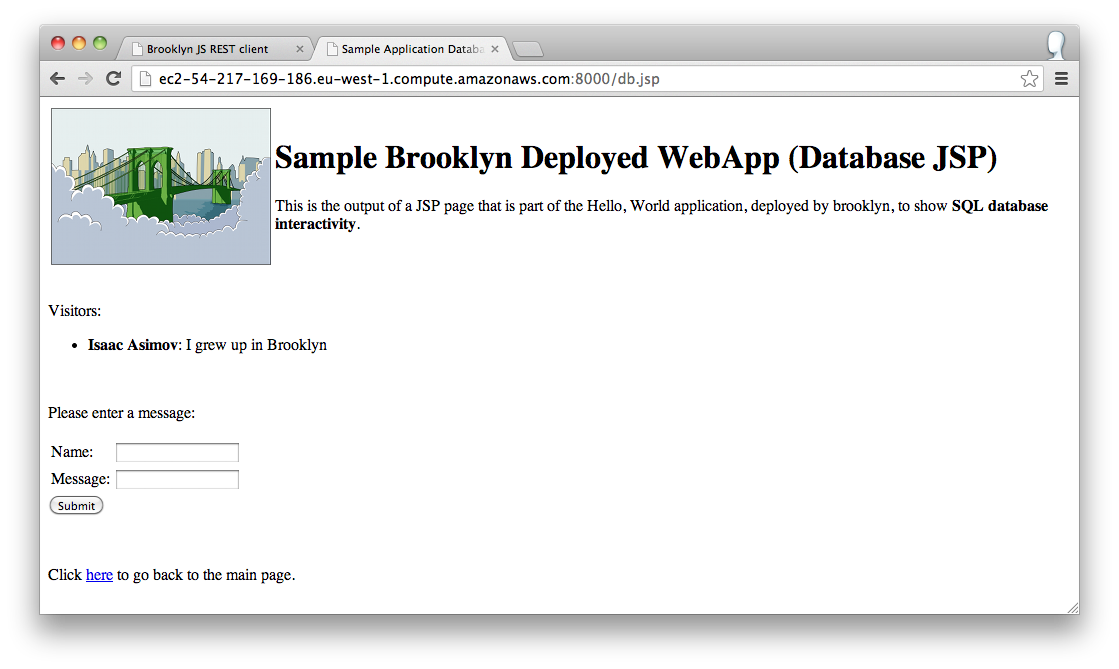 Brooklyn JS REST client
Sample Application Databa
ec2-54-217-169-186.eu-west-1.compute.amazonaws.com:8000/db.jsp
Sample Brooklyn Deployed WebApp (Database JSP)
This is the output of a JSP page that is part of the Hello, World application, deployed by brooklyn, to show SQL database
interactivity.
Visitors:
• Isaac Asimov: I grew up in Brooklyn
Please enter a message:
Name:
Message:
Submit
Click here to go back to the main page.